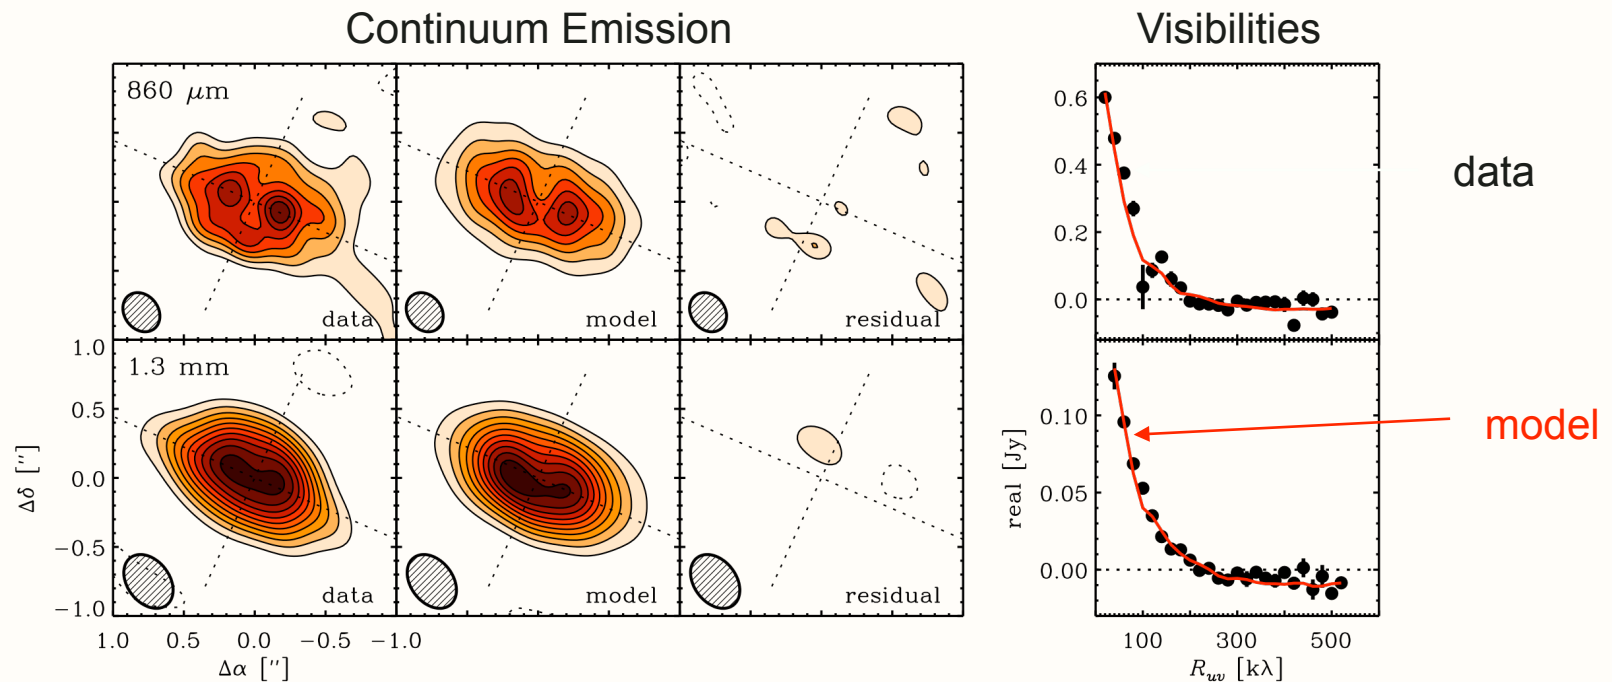 Continuum Emission
Visibilities
860 μm
data
model
residual
0.6
0.4
0.2
0.0
data
1.0
0.5
0.0
−0.5
−1.0
Δδ ["]
1.3 mm
data
model
residual
1.0
0.5
0.0
−0.5
−1.0
Δα ["]
0.10
0.05
0.00
real [Jy]
model
100
300
500
R_uv [kλ]